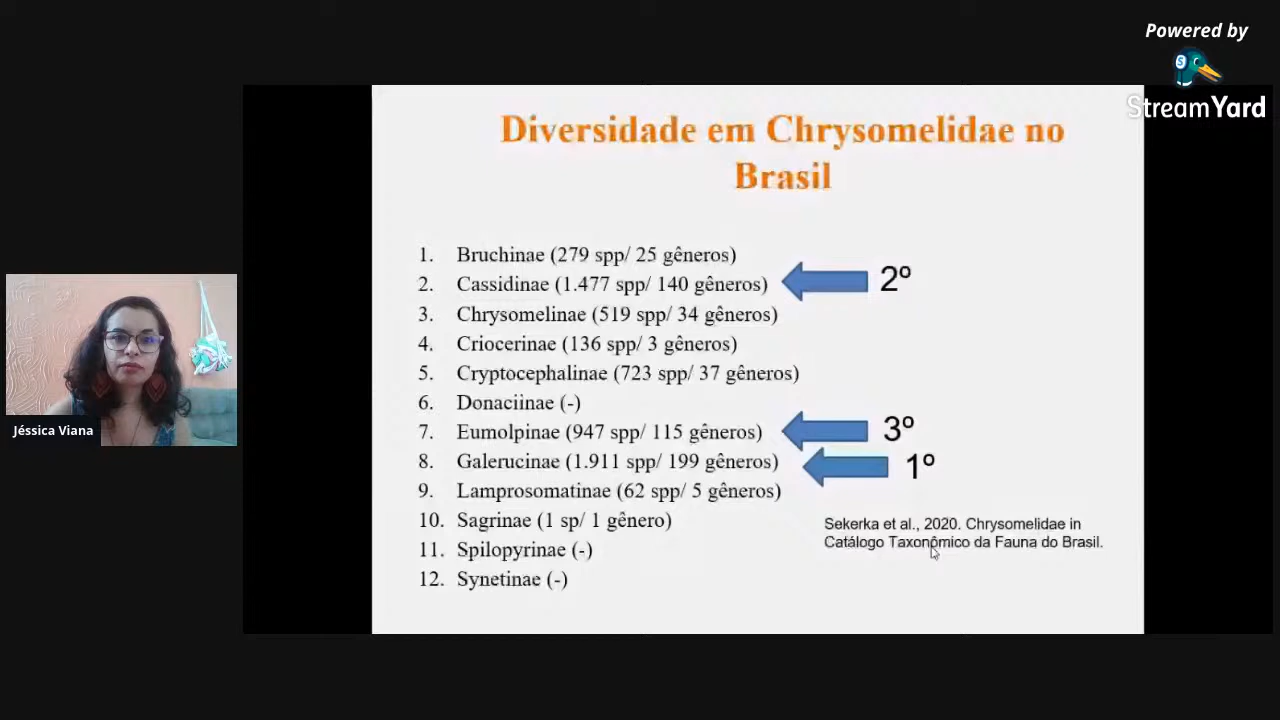 Powered by
StreamYard
Diversidade em Chrysomelidae no
Brasil
1. Bruchinae (279 spp/ 25 gêneros)
2. Cassidinae (1.477 spp/ 140 gêneros)
2º
3. Chrysomelinae (519 spp/ 34 gêneros)
4. Criocerinae (136 spp/ 3 gêneros)
5. Cryptocephalinae (723 spp/ 37 gêneros)
6. Donaciinae (-)
7. Eumolpinae (947 spp/ 115 gêneros)
3º
8. Galerucinae (1.911 spp/ 199 gêneros)
1º
9. Lamprosomatinae (62 spp/ 5 gêneros)
10. Sagrinae (1 sp/ 1 gênero)
11. Spilopyrinae (-)
12. Synetinae (-)
Sekerka et al., 2020. Chrysomelidae in
Catálogo Taxonômico da Fauna do Brasil.
Jéssica Viana